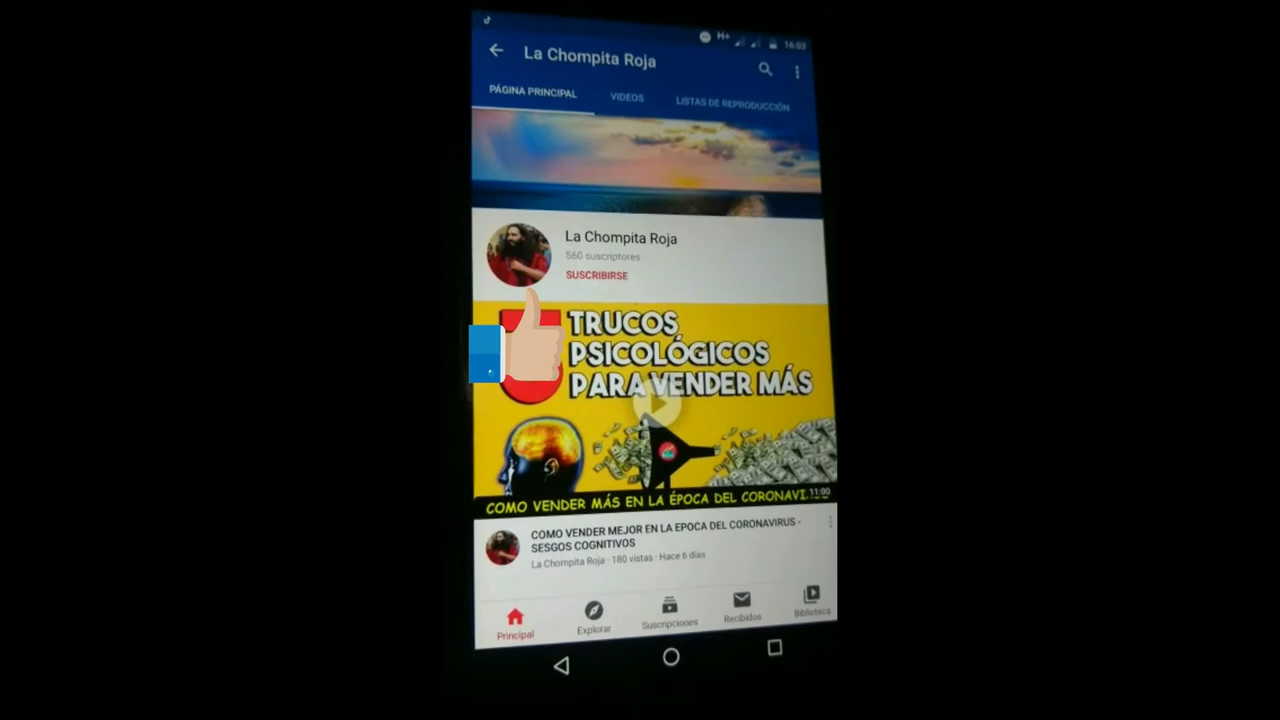 H+ 16:03
La Chompita Roja
PÁGINA PRINCIPAL VIDEOS LISTAS DE REPRODUCCIÓN
La Chompita Roja
560 suscriptores
SUSCRIBIRSE
TRUCOS
PSICOLÓGICOS
PARA VENDER MÁS
COMO VENDER MÁS EN LA ÉPOCA DEL CORONAVI...
11:00
COMO VENDER MEJOR EN LA EPOCA DEL CORONAVIRUS -
SESGOS COGNITIVOS
La Chompita Roja · 180 vistas · Hace 6 días
Principal Explorar Suscripciones Recibidos Biblioteca